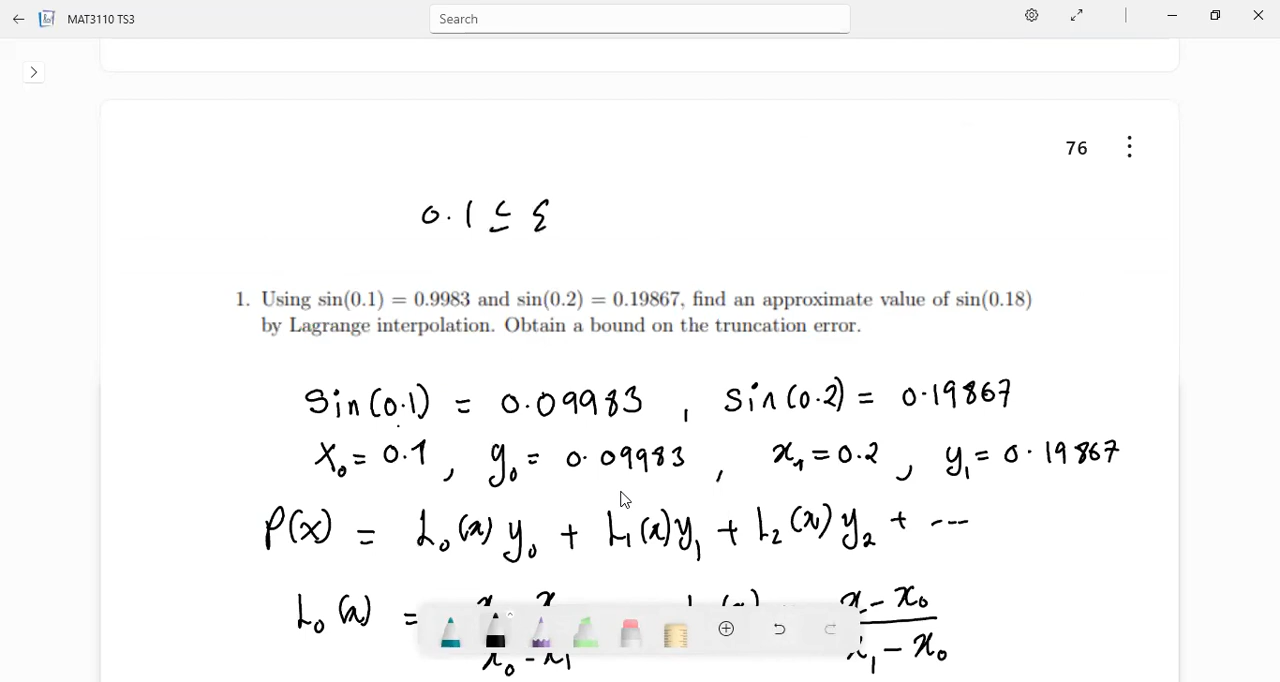 MAT3110 TS3
Search
76
0.1 ≤ ξ
1. Using sin(0.1) = 0.9983 and sin(0.2) = 0.19867, find an approximate value of sin(0.18)
by Lagrange interpolation. Obtain a bound on the truncation error.
Sin(0.1) = 0.09983 , Sin(0.2) = 0.19867
x₀ = 0.1 , y₀ = 0.09983 , x₁ = 0.2 , y₁ = 0.19867
P(x) = L₀(x) y₀ + L₁(x) y₁ + L₂(x) y₂ + ---
L₀(x) =
x - x₀
x₀ - x₁
x₁ - x₀